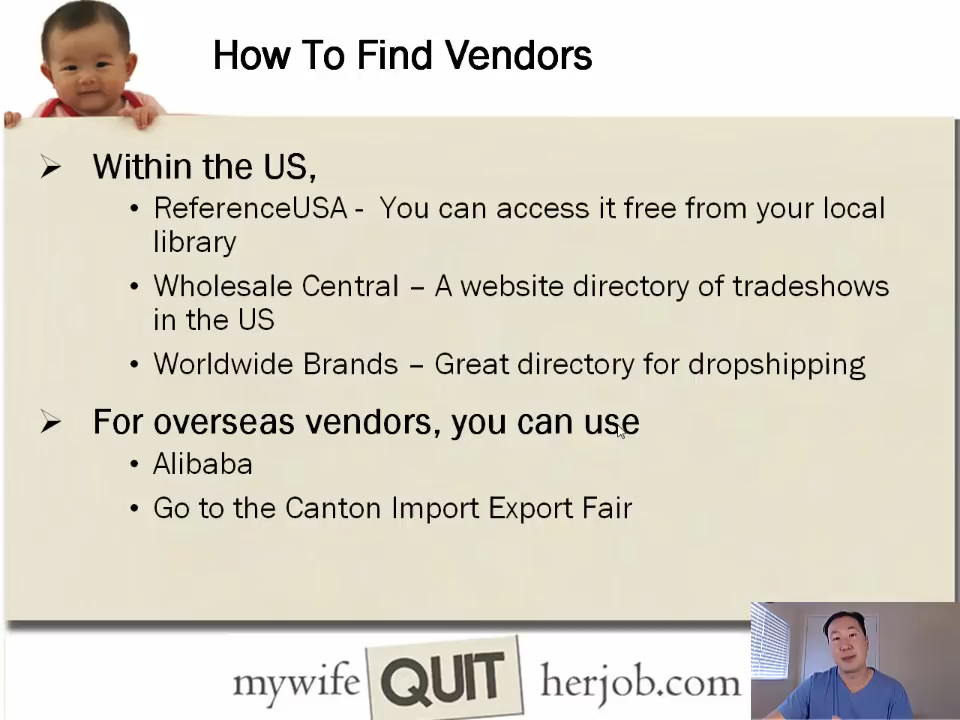 How To Find Vendors
➢ Within the US,
• ReferenceUSA - You can access it free from your local
library
• Wholesale Central – A website directory of tradeshows
in the US
• Worldwide Brands – Great directory for dropshipping
➢ For overseas vendors, you can use
• Alibaba
• Go to the Canton Import Export Fair
mywife QUIT herjob.com